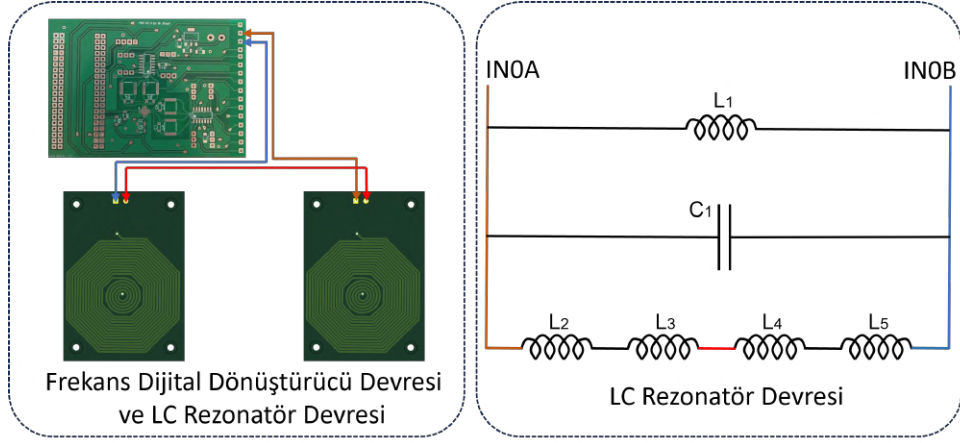 Frekans Dijital Dönüştürücü Devresi
ve LC Rezonatör Devresi
IN0A
IN0B
L1
C1
L2
L3
L4
L5
LC Rezonatör Devresi